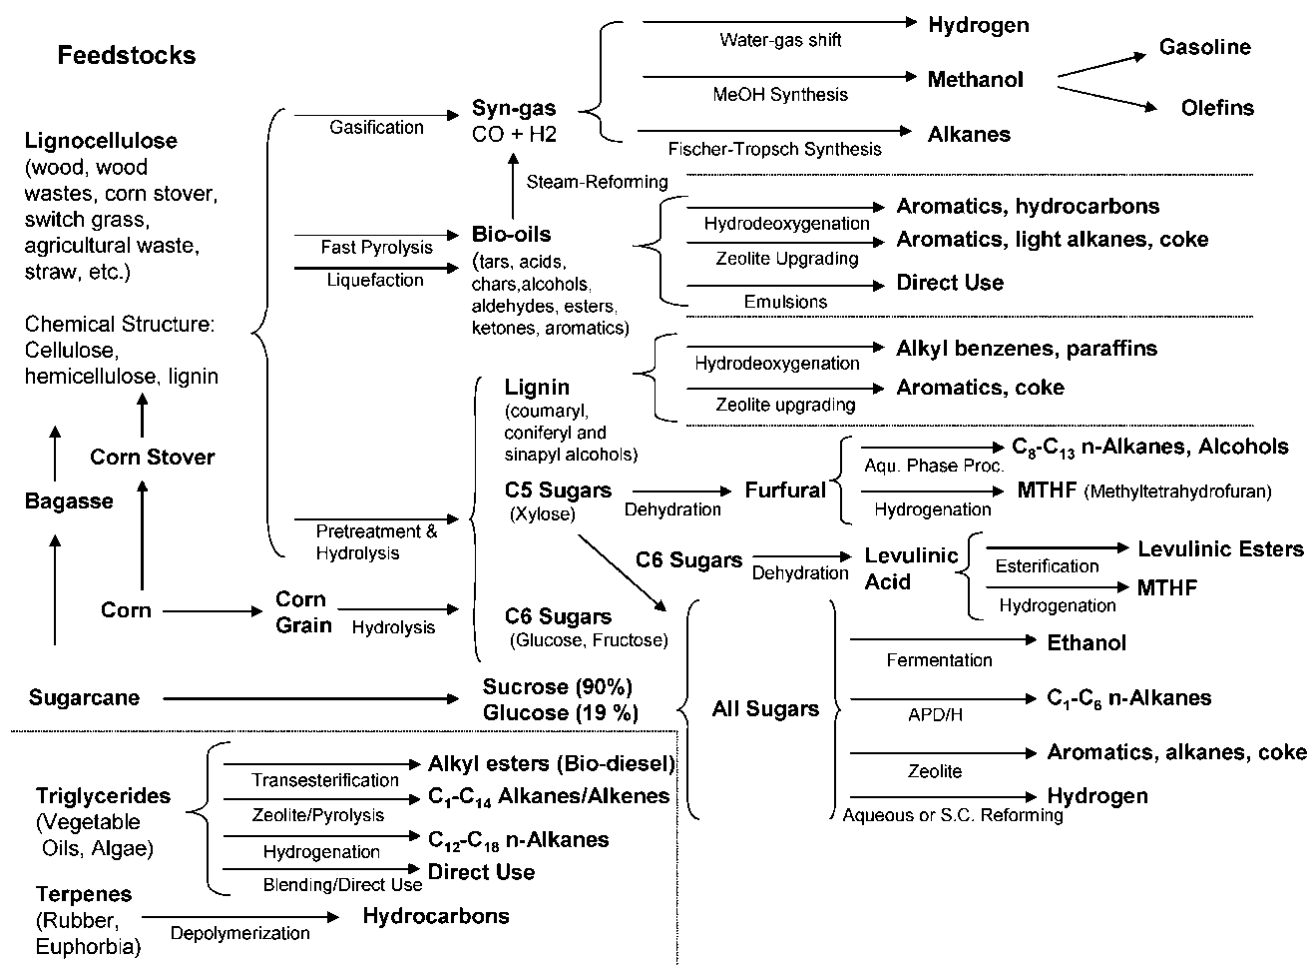 Feedstocks
Lignocellulose
(wood, wood
wastes, corn stover,
switch grass,
agricultural waste,
straw, etc.)
Chemical Structure:
Cellulose,
hemicellulose, lignin
Corn Stover
Bagasse
Corn
Corn
Grain
Hydrolysis
Sugarcane
Gasification
Syn-gas
CO + H2
Steam-Reforming
Fast Pyrolysis
Liquefaction
Bio-oils
(tars, acids,
chars,alcohols,
aldehydes, esters,
ketones, aromatics)
Pretreatment &
Hydrolysis
Lignin
(coumaryl,
coniferyl and
sinapyl alcohols)
C5 Sugars
(Xylose)
C6 Sugars
(Glucose, Fructose)
Sucrose (90%)
Glucose (19 %)
Water-gas shift
Hydrogen
MeOH Synthesis
Methanol
Gasoline
Olefins
Fischer-Tropsch Synthesis
Alkanes
Hydrodeoxygenation
Aromatics, hydrocarbons
Zeolite Upgrading
Aromatics, light alkanes, coke
Emulsions
Direct Use
Hydrodeoxygenation
Alkyl benzenes, paraffins
Zeolite upgrading
Aromatics, coke
Dehydration
Furfural
Aqu. Phase Proc.
C₈-C₁₃ n-Alkanes, Alcohols
Hydrogenation
MTHF (Methyltetrahydrofuran)
C6 Sugars
Dehydration
Levulinic
Acid
Esterification
Levulinic Esters
Hydrogenation
MTHF
All Sugars
Fermentation
Ethanol
APD/H
C₁-C₆ n-Alkanes
Zeolite
Aromatics, alkanes, coke
Aqueous or S.C. Reforming
Hydrogen
Triglycerides
(Vegetable
Oils, Algae)
Transesterification
Alkyl esters (Bio-diesel)
Zeolite/Pyrolysis
C₁-C₁₄ Alkanes/Alkenes
Hydrogenation
C₁₂-C₁₈ n-Alkanes
Blending/Direct Use
Direct Use
Terpenes
(Rubber,
Euphorbia)
Depolymerization
Hydrocarbons